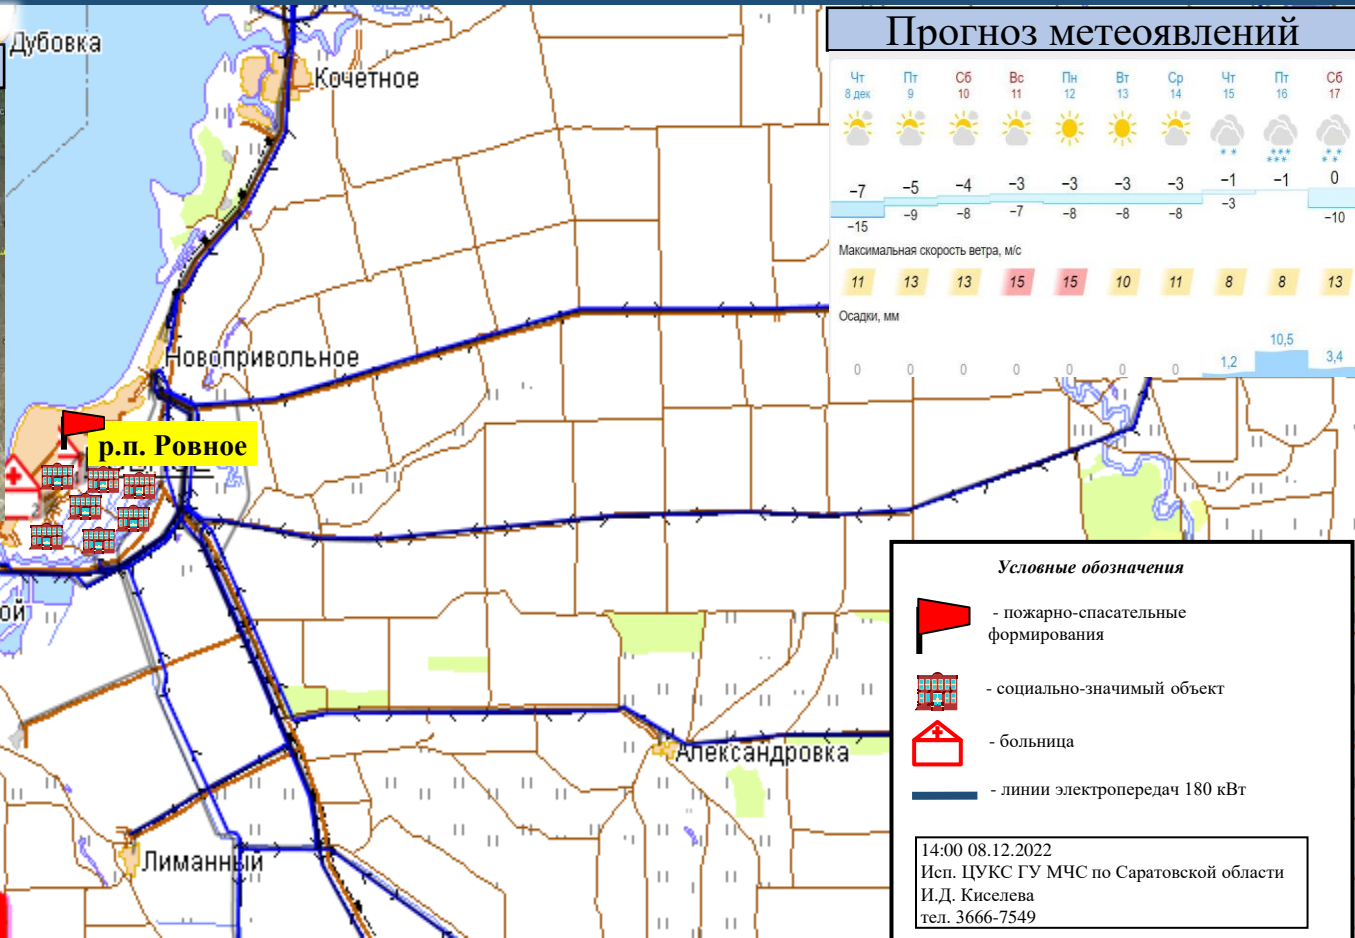 Дубовка
Кочетное
Новопривольное
р.п. Ровное
ой
Александровка
Лиманный
Прогноз метеоявлений
Чт Пт Сб Вс Пн Вт Ср Чт Пт Сб
8 дек 9 10 11 12 13 14 15 16 17
−7 −5 −4 −3 −3 −3 −3 −1 −1 0
−15 −9 −8 −7 −8 −8 −8 −3 −10
Максимальная скорость ветра, м/с
11 13 13 15 15 10 11 8 8 13
Осадки, мм
0 0 0 0 0 0 0 1,2 10,5 3,4
Условные обозначения
- пожарно-спасательные
формирования
- социально-значимый объект
- больница
- линии электропередач 180 кВт
14:00 08.12.2022
Исп. ЦУКС ГУ МЧС по Саратовской области
И.Д. Киселева
тел. 3666-7549